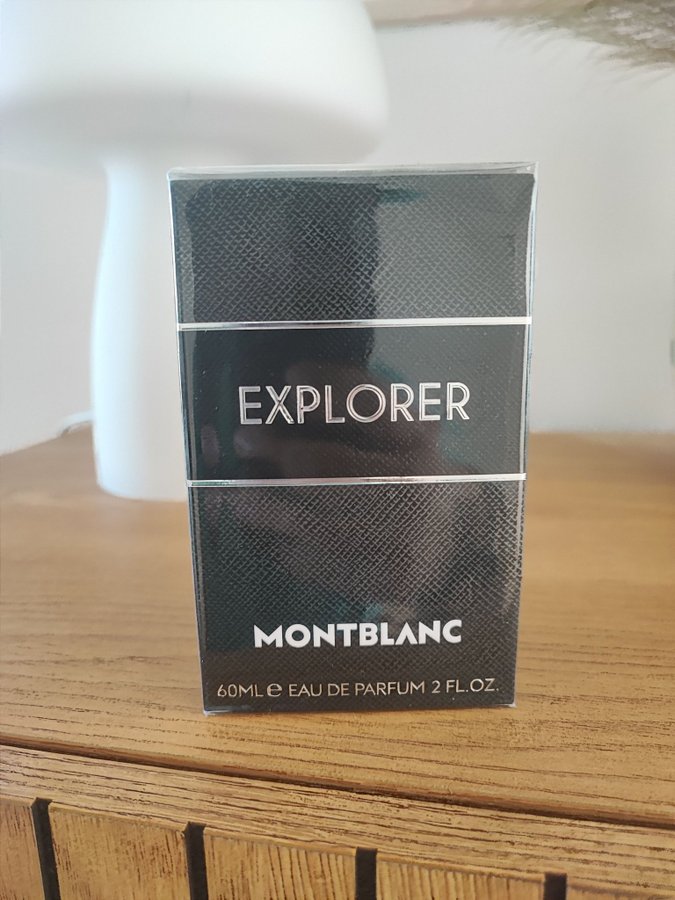 EXPLORER
MONTBLANC
60ML ℮ EAU DE PARFUM 2 FL.OZ.